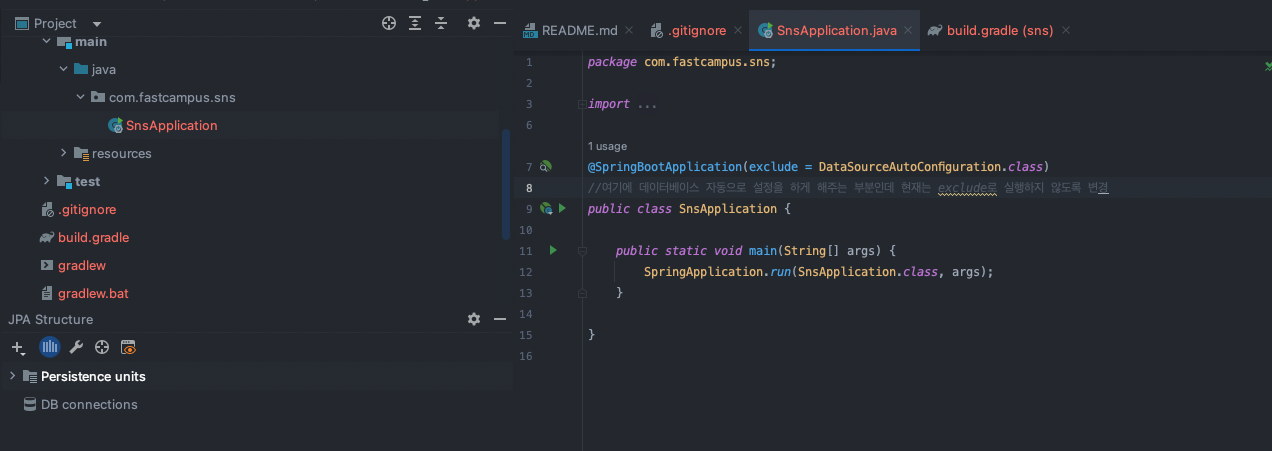 Project
main
java
com.fastcampus.sns
SnsApplication
resources
test
.gitignore
build.gradle
gradlew
gradlew.bat
JPA Structure
Persistence units
DB connections
README.md
.gitignore
SnsApplication.java
build.gradle (sns)
1 package com.fastcampus.sns;
2
3 import ...
6
1 usage
7 @SpringBootApplication(exclude = DataSourceAutoConfiguration.class)
8 //여기에 데이터베이스 자동으로 설정을 하게 해주는 부분인데 현재는 exclude로 실행하지 않도록 변경
9 public class SnsApplication {
10
11 public static void main(String[] args) {
12 SpringApplication.run(SnsApplication.class, args);
13 }
14
15 }
16